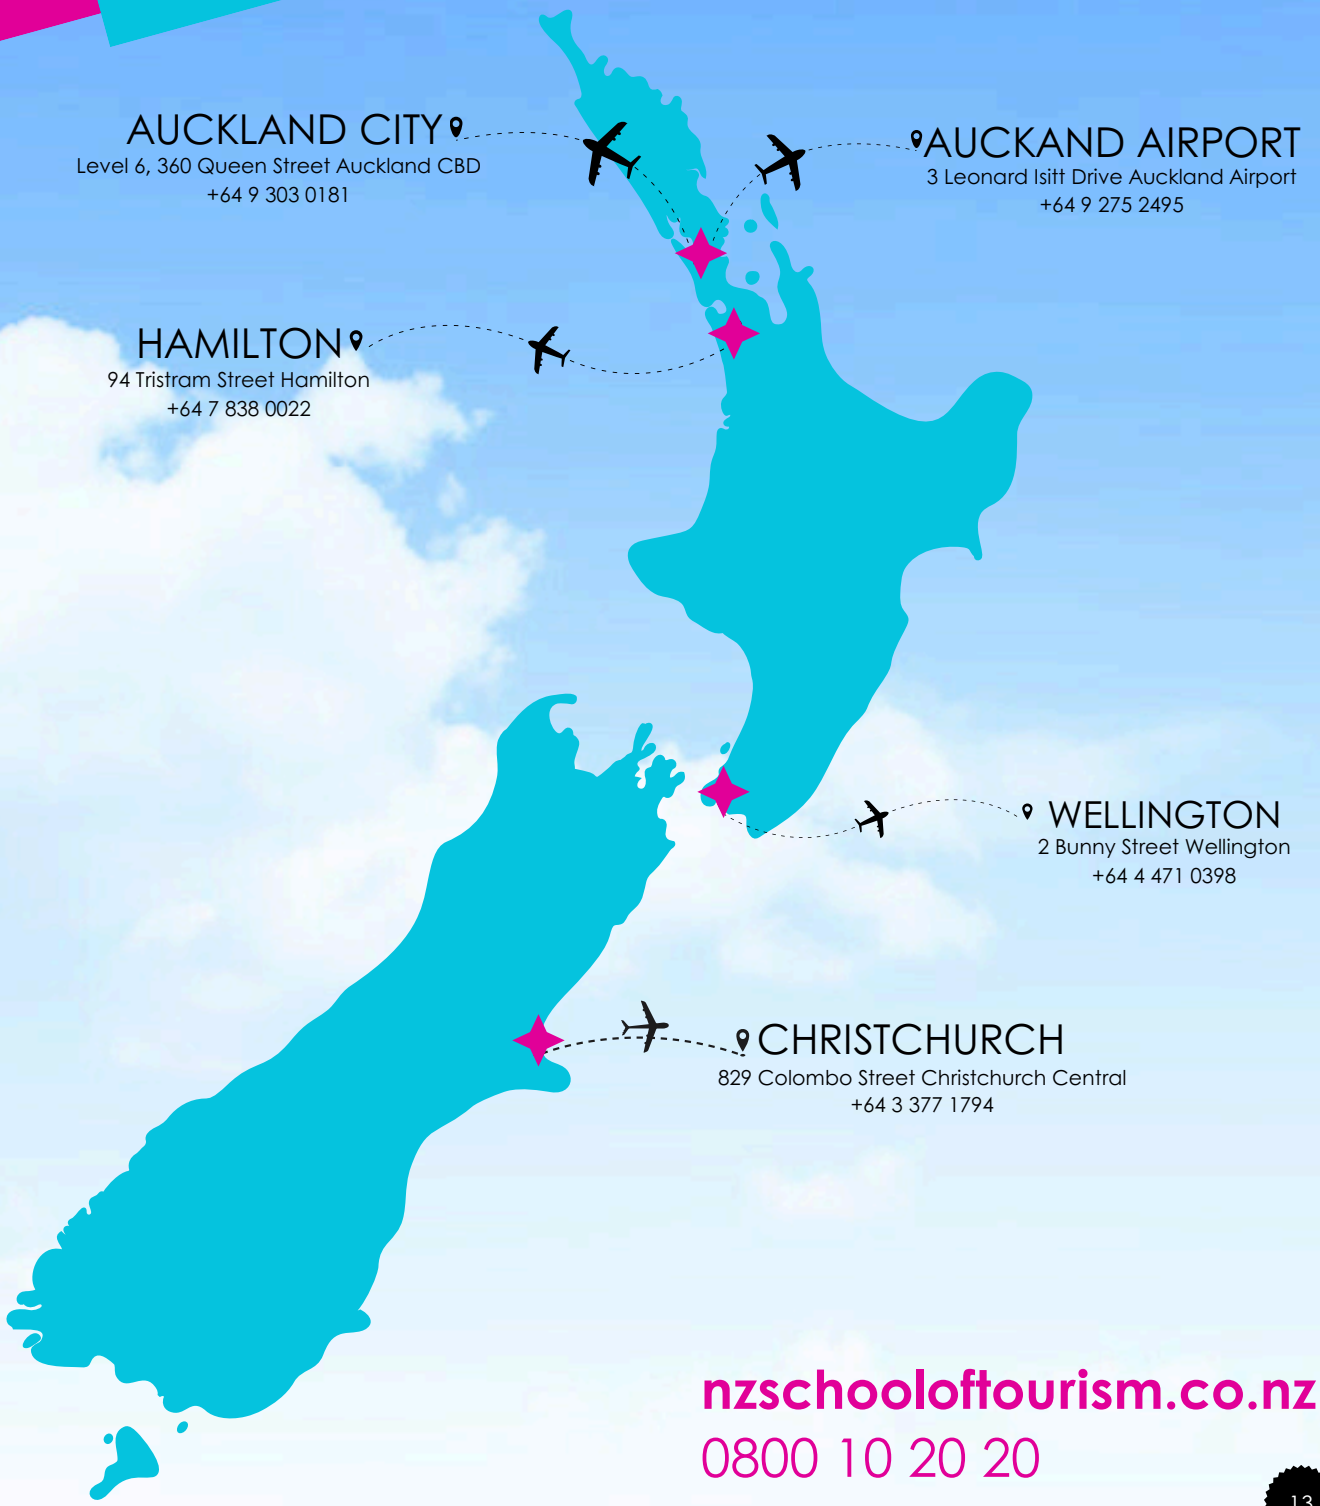 AUCKLAND CITY
Level 6, 360 Queen Street Auckland CBD
+64 9 303 0181
AUCKAND AIRPORT
3 Leonard Isitt Drive Auckland Airport
+64 9 275 2495
HAMILTON
94 Tristram Street Hamilton
+64 7 838 0022
WELLINGTON
2 Bunny Street Wellington
+64 4 471 0398
CHRISTCHURCH
829 Colombo Street Christchurch Central
+64 3 377 1794
nzschooloftourism.co.nz
0800 10 20 20
13